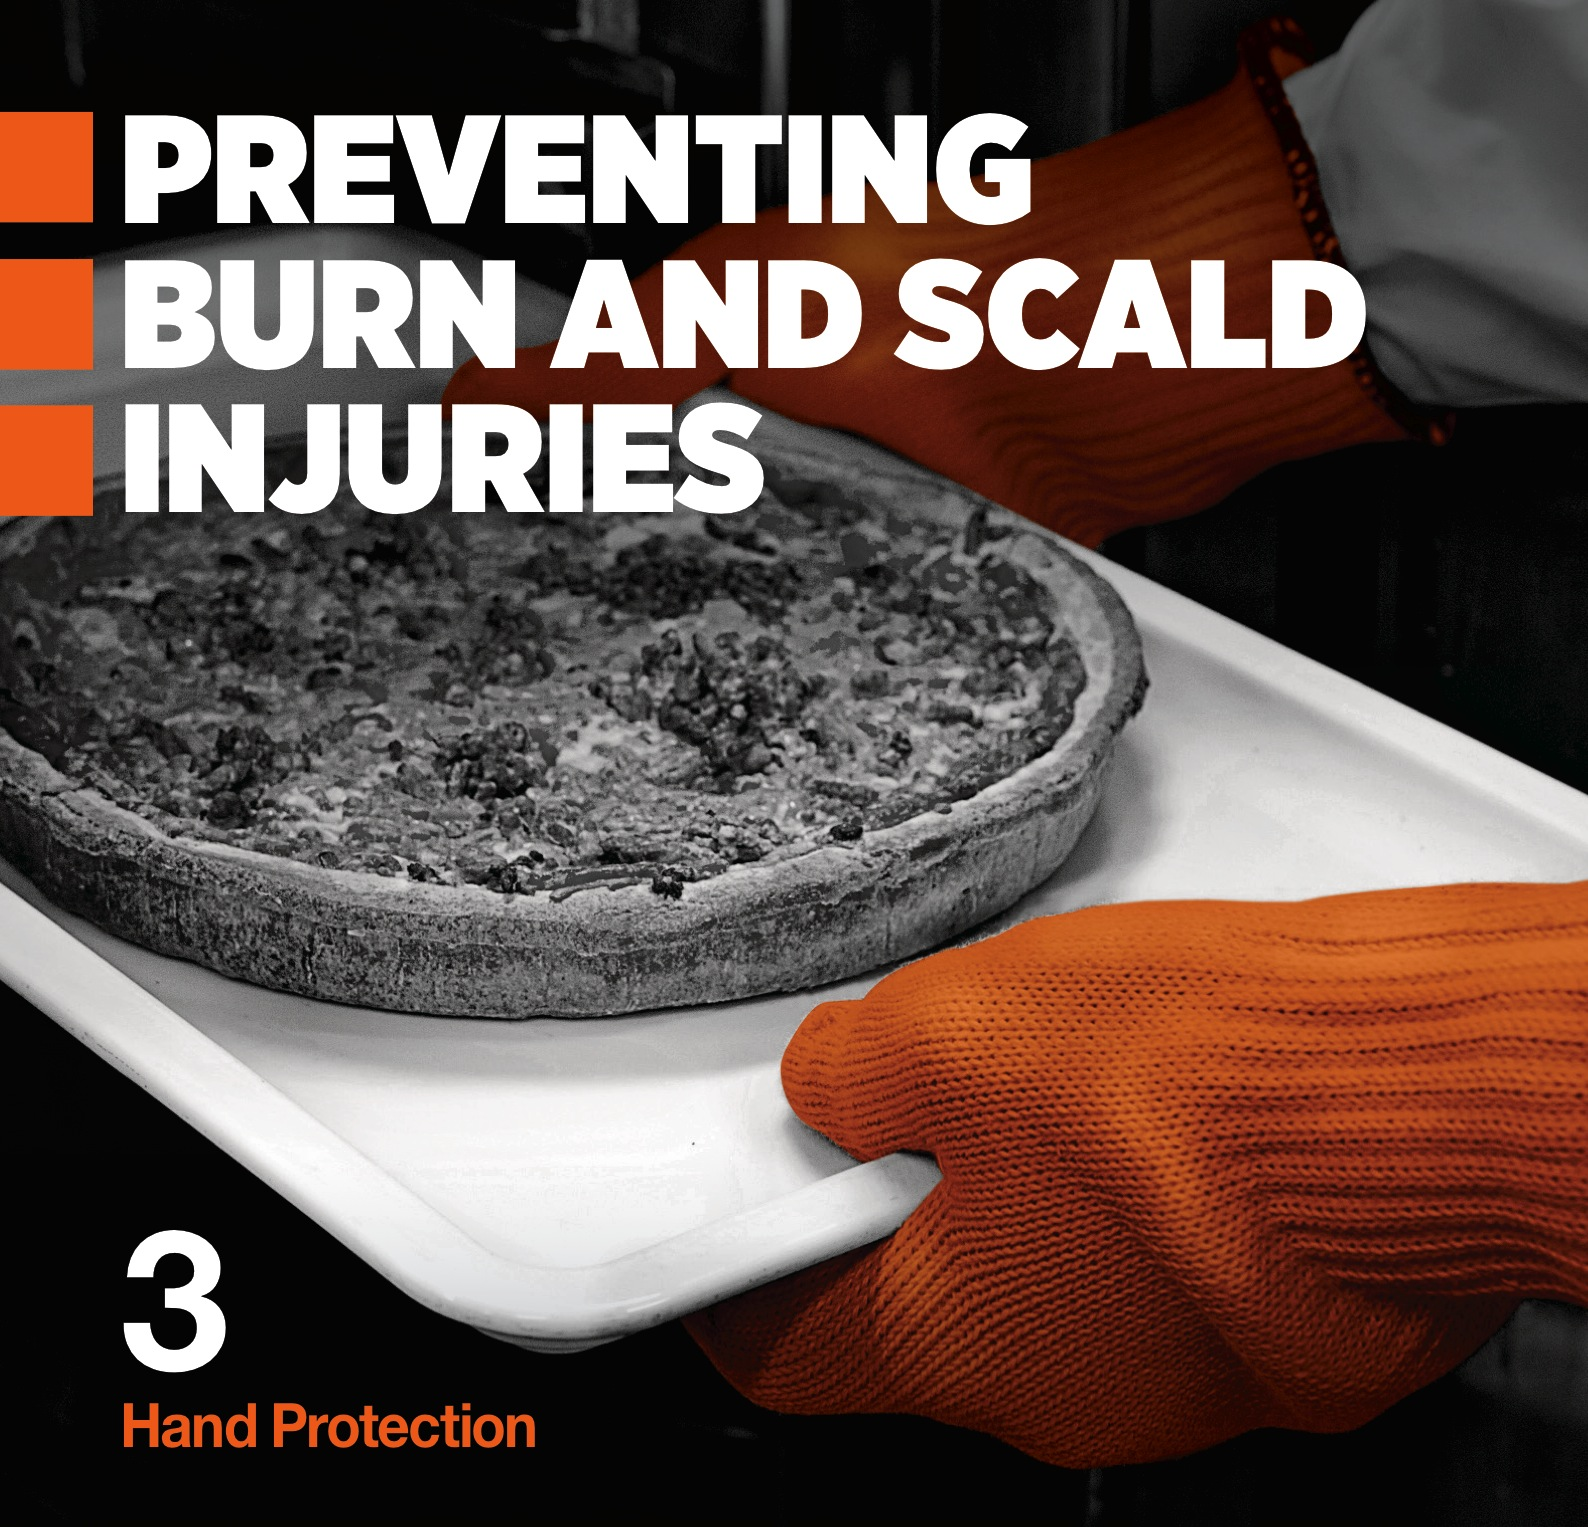 PREVENTING
BURN AND SCALD
INJURIES
3
Hand Protection